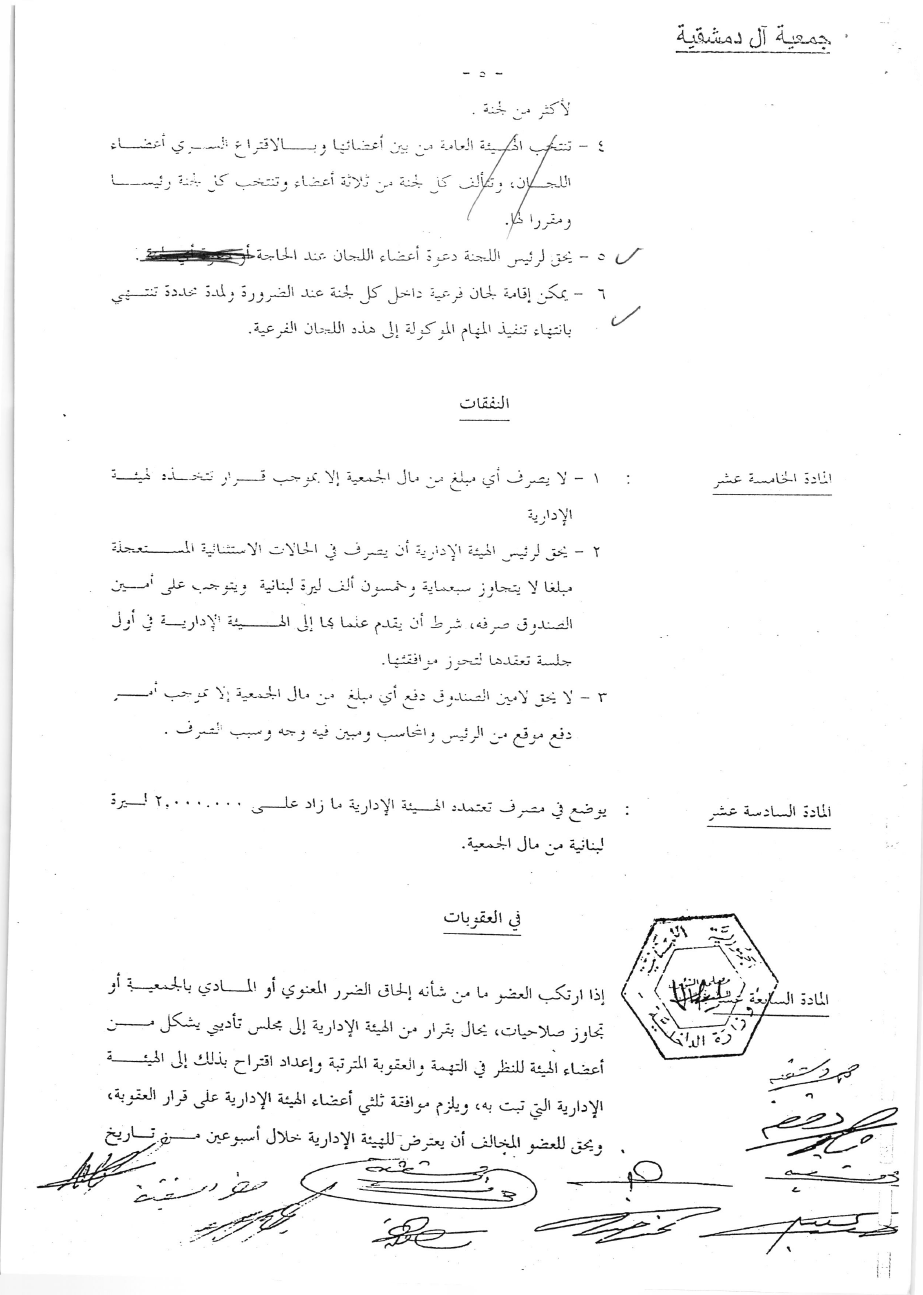 جمعية آل دمشقية
- ٥ -
لأكثر من لجنة .
٤ - تنتخب الهيئة العامة من بين أعضائها وبالاقتراع السري أعضاء
اللجان، وتتألف كل لجنة من ثلاثة أعضاء وتنتخب كل لجنة رئيسا
ومقررا لها.
٥ - يحق لرئيس اللجنة دعوة أعضاء اللجان عند الحاجة .
٦ - يمكن إقامة لجان فرعية داخل كل لجنة عند الضرورة ولمدة محددة تنتهي
بانتهاء تنفيذ المهام الموكولة إلى هذه اللجان الفرعية.
النفقات
المادة الخامسة عشر : ١ - لا يصرف أي مبلغ من مال الجمعية إلا بموجب قرار تتخذه لهيئة
الإدارية
٢ - يحق لرئيس الهيئة الإدارية أن يصرف في الحالات الاستثنائية المستعجلة
مبلغا لا يتجاوز سبعماية وخمسون ألف ليرة لبنانية ويتوجب على أمين
الصندوق صرفه، شرط أن يقدم علما بها إلى الهيئة الإدارية في أول
جلسة تعقدها لتحوز موافقتها.
٣ - لا يحق لامين الصندوق دفع أي مبلغ من مال الجمعية إلا بموجب أمر
دفع موقع من الرئيس والمحاسب ومبين فيه وجه وسبب الصرف .
المادة السادسة عشر : يوضع في مصرف تعتمده الهيئة الإدارية ما زاد على ٢,٠٠٠,٠٠٠ ليرة
لبنانية من مال الجمعية.
في العقوبات
الجمهورية اللبنانية
وزارة الداخلية
المادة السابعة عشر إذا ارتكب العضو ما من شأنه إلحاق الضرر المعنوي أو المادي بالجمعية أو
تجاوز صلاحيات، يحال بقرار من الهيئة الإدارية إلى مجلس تأديبي يشكل من
أعضاء الهيئة للنظر في التهمة والعقوبة المترتبة وإعداد اقتراح بذلك إلى الهيئة
الإدارية التي تبت به، ويلزم موافقة ثلثي أعضاء الهيئة الإدارية على قرار العقوبة،
ويحق للعضو المخالف أن يعترض للهيئة الإدارية خلال أسبوعين من تاريخ